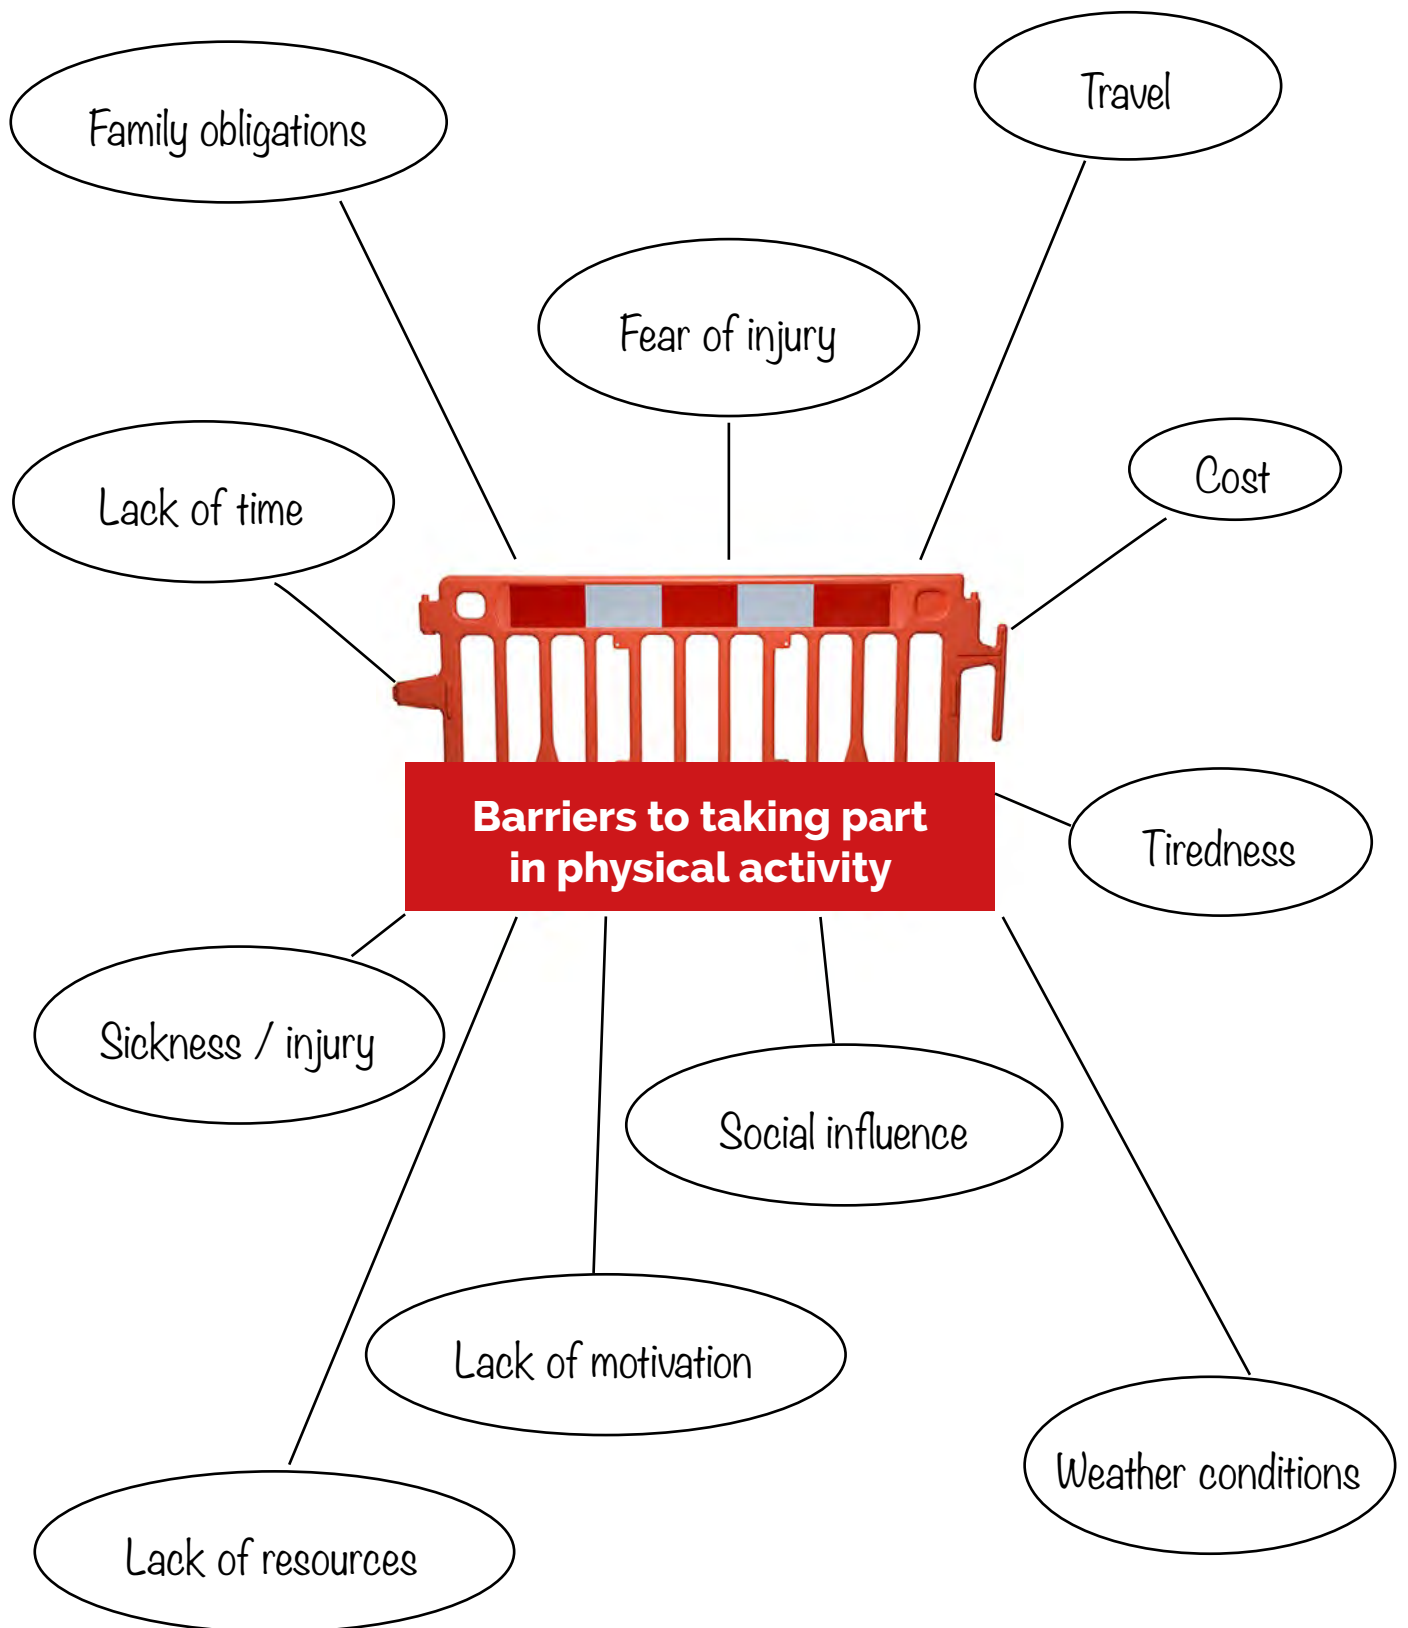 Travel
Family obligations
Fear of injury
Cost
Lack of time
Barriers to taking part
in physical activity
Tiredness
Sickness / injury
Social influence
Lack of motivation
Weather conditions
Lack of resources